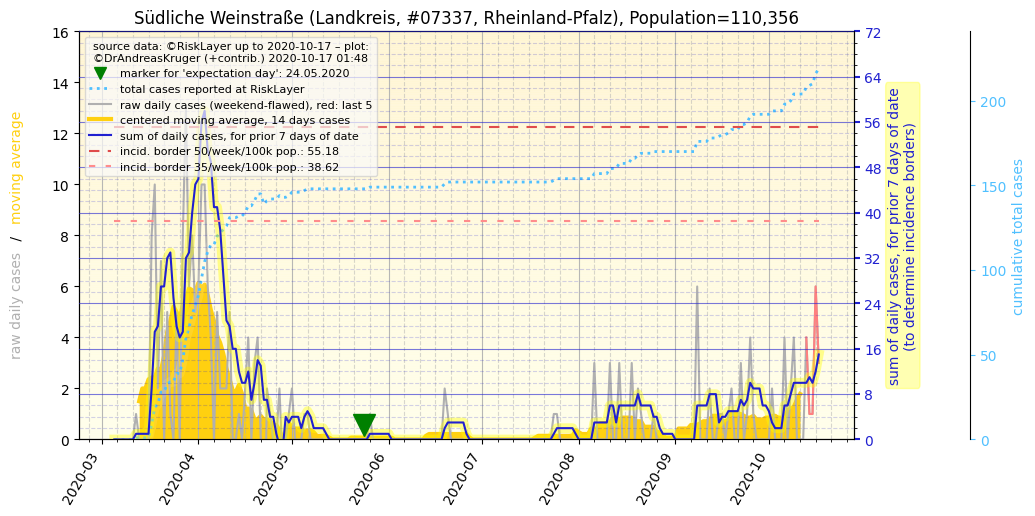 Südliche Weinstraße (Landkreis, #07337, Rheinland-Pfalz), Population=110,356
source data: ©RiskLayer up to 2020-10-17 – plot:
©DrAndreasKruger (+contrib.) 2020-10-17 01:48
marker for 'expectation day': 24.05.2020
total cases reported at RiskLayer
raw daily cases (weekend-flawed), red: last 5
centered moving average, 14 days cases
sum of daily cases, for prior 7 days of date
incid. border 50/week/100k pop.: 55.18
incid. border 35/week/100k pop.: 38.62
raw daily cases / moving average
16
14
12
10
8
6
4
2
0
72
64
56
48
40
32
24
16
8
0
sum of daily cases, for prior 7 days of date
(to determine incidence borders)
200
150
100
50
0
cumulative total cases
2020-03
2020-04
2020-05
2020-06
2020-07
2020-08
2020-09
2020-10